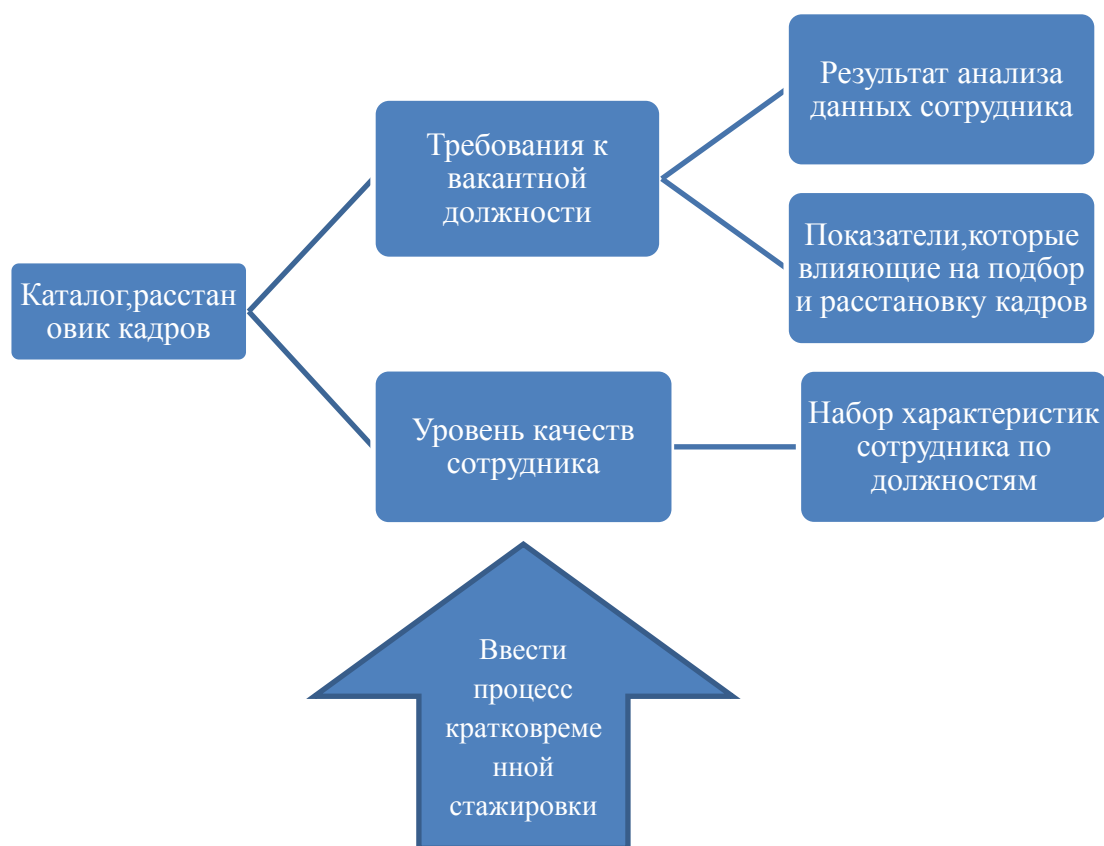 Каталог,расстан
овик кадров
Требования к
вакантной
должности
Результат анализа
данных сотрудника
Показатели,которые
влияющие на подбор
и расстановку кадров
Уровень качеств
сотрудника
Набор характеристик
сотрудника по
должностям
Ввести
процесс
кратковреме
нной
стажировки